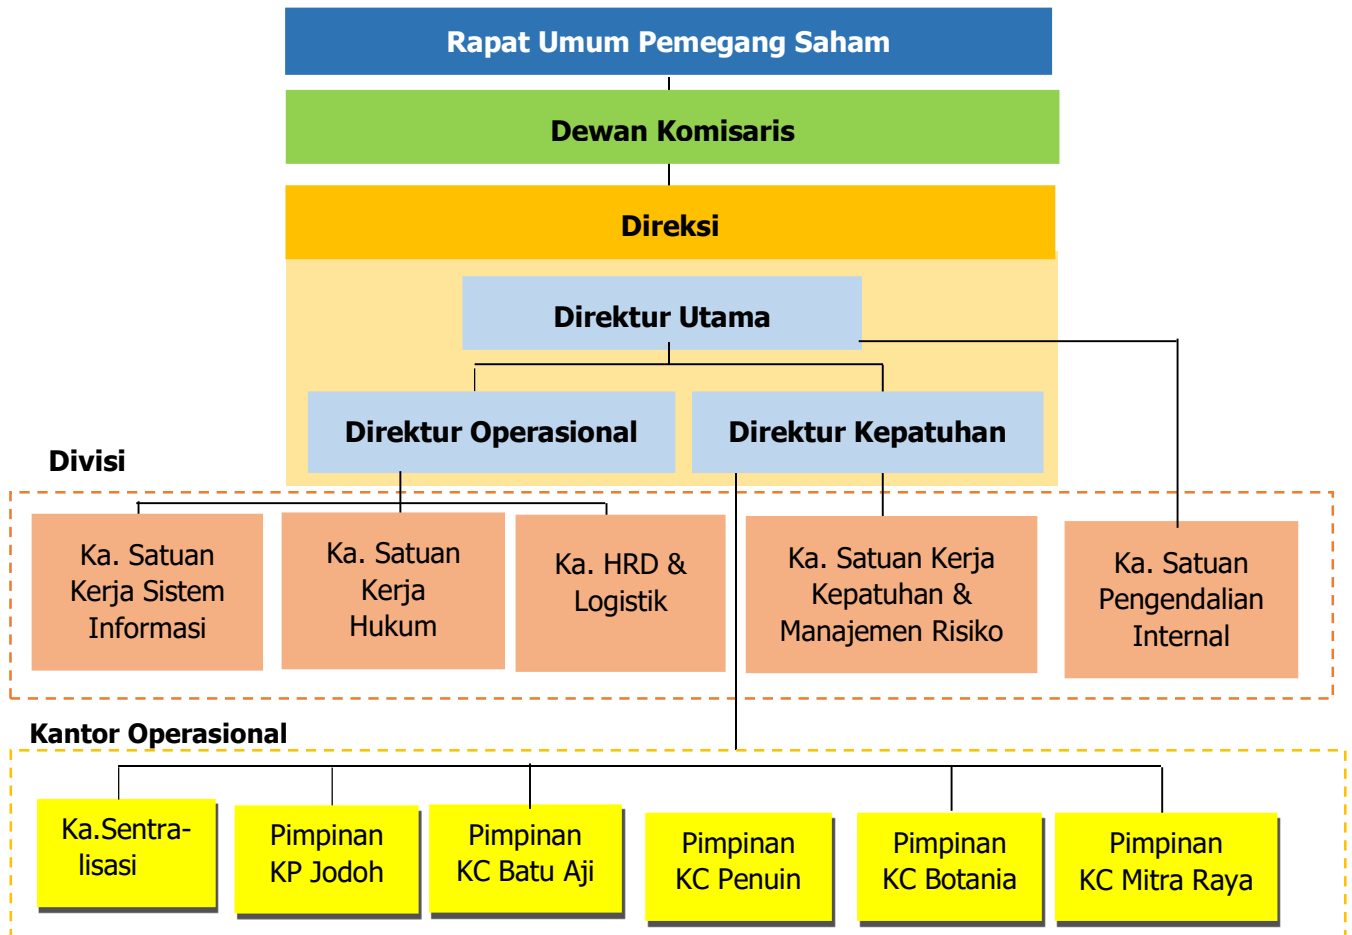 Rapat Umum Pemegang Saham
Dewan Komisaris
Direksi
Direktur Utama
Direktur Operasional
Direktur Kepatuhan
Divisi
Ka. Satuan
Kerja Sistem
Informasi
Ka. Satuan
Kerja
Hukum
Ka. HRD &
Logistik
Ka. Satuan Kerja
Kepatuhan &
Manajemen Risiko
Ka. Satuan
Pengendalian
Internal
Kantor Operasional
Ka.Sentra-
lisasi
Pimpinan
KP Jodoh
Pimpinan
KC Batu Aji
Pimpinan
KC Penuin
Pimpinan
KC Botania
Pimpinan
KC Mitra Raya